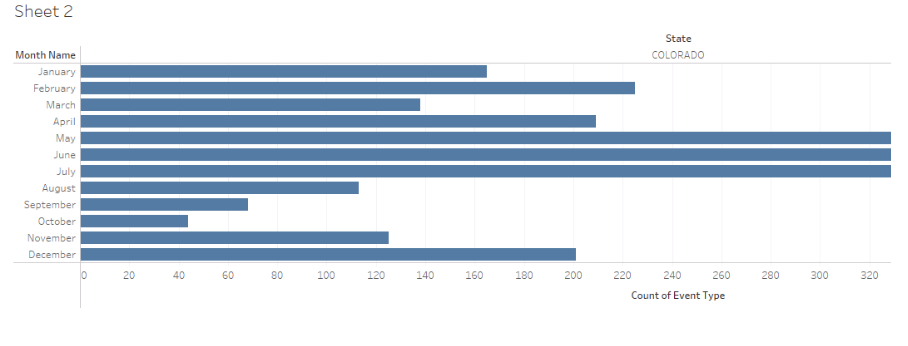 Sheet 2
State
Month Name COLORADO
January
February
March
April
May
June
July
August
September
October
November
December
0 20 40 60 80 100 120 140 160 180 200 220 240 260 280 300 320
Count of Event Type